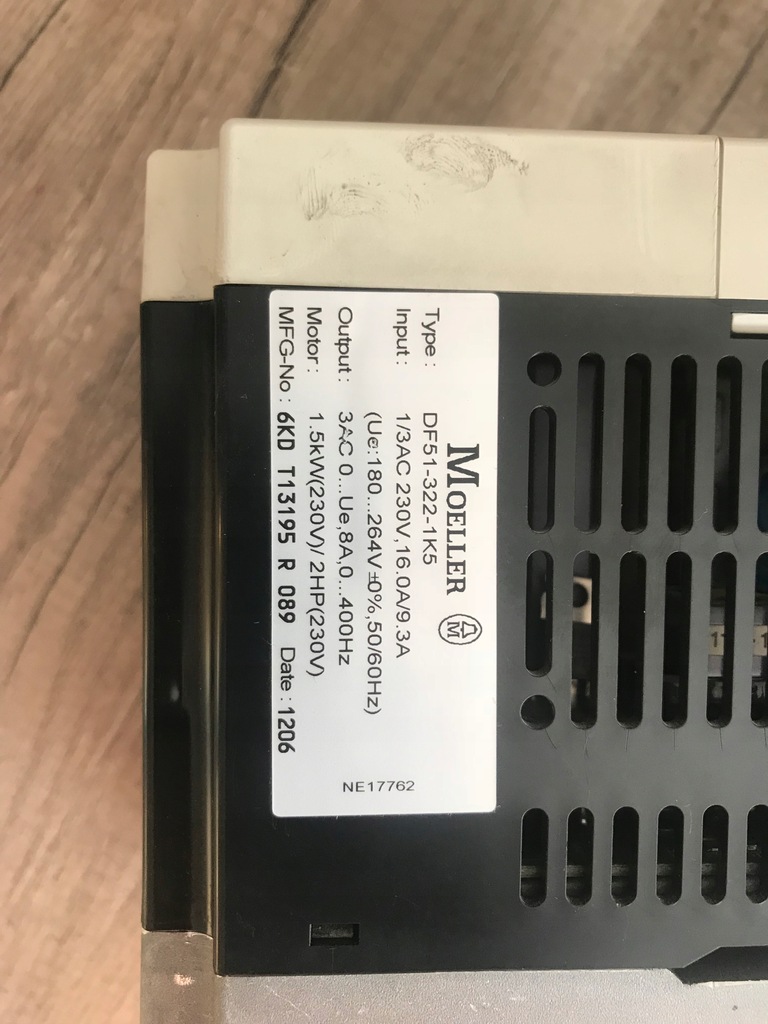 MOELLER
Type : DF51-322-1K5
Input : 1/3AC 230V,16.0A/9.3A
(Ue:180...264V ±0%,50/60Hz)
Output : 3AC 0...Ue,8A,0...400Hz
Motor : 1.5kW(230V)/ 2HP(230V)
MFG-No : 6KD T13195 R 089 Date : 1206
NE17762